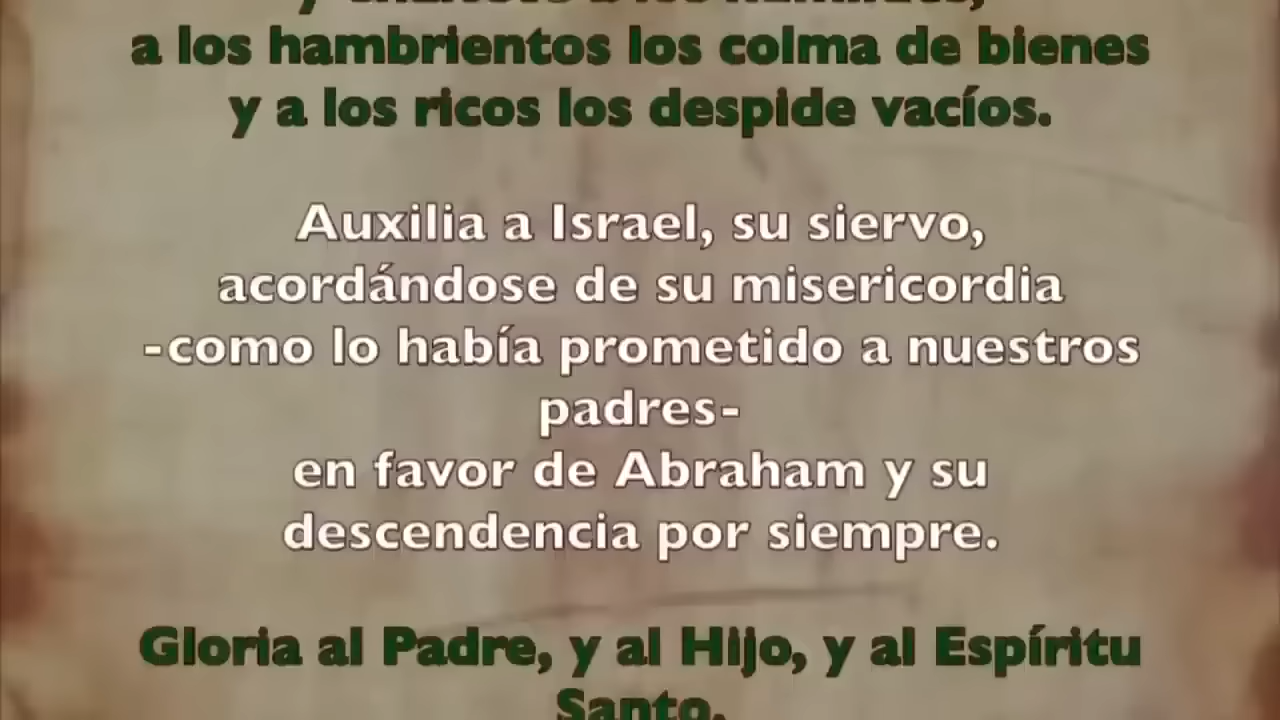 a los hambrientos los colma de bienes
y a los ricos los despide vacíos.
Auxilia a Israel, su siervo,
acordándose de su misericordia
-como lo había prometido a nuestros
padres-
en favor de Abraham y su
descendencia por siempre.
Gloria al Padre, y al Hijo, y al Espíritu
Santo.